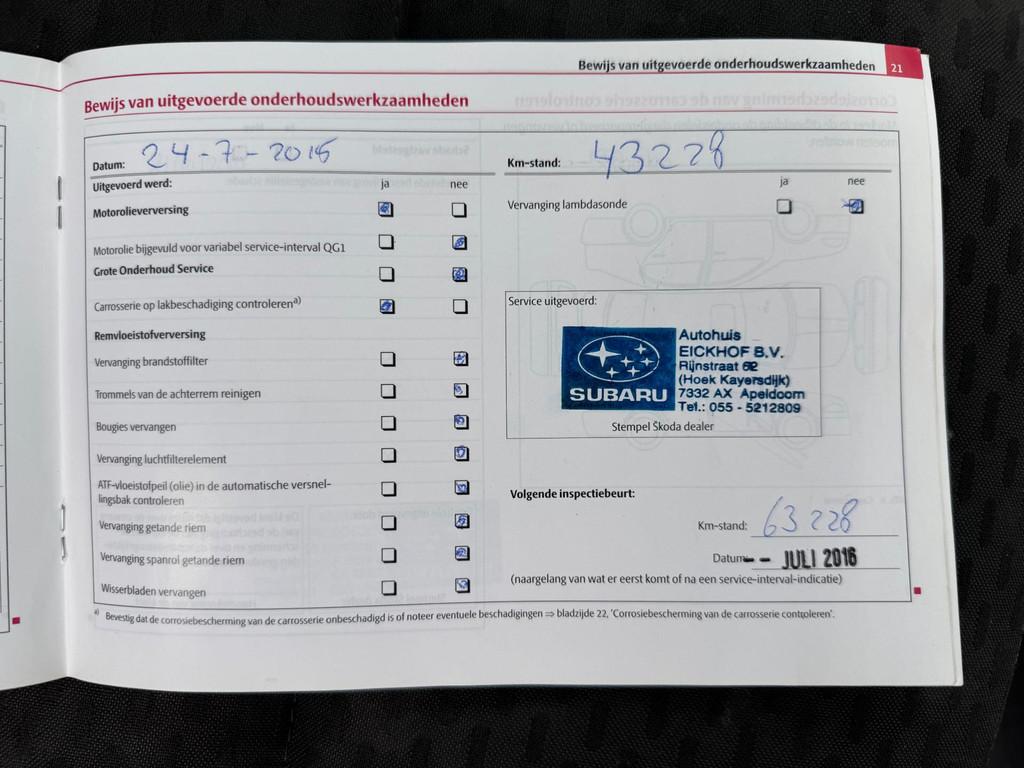 Bewijs van uitgevoerde onderhoudswerkzaamheden 21
Bewijs van uitgevoerde onderhoudswerkzaamheden
Datum: 24-7-2015
Uitgevoerd werd: ja nee
Motorolieverversing
Motorolie bijgevuld voor variabel service-interval QG1
Grote Onderhoud Service
Carrosserie op lakbeschadiging controleren a)
Remvloeistofverversing
Vervanging brandstoffilter
Trommels van de achterrem reinigen
Bougies vervangen
Vervanging luchtfilterelement
ATF-vloeistofpeil (olie) in de automatische versnel-
lingsbak controleren
Vervanging getande riem
Vervanging spanrol getande riem
Wisserbladen vervangen
Km-stand: 43228
ja nee
Vervanging lambdasonde
Service uitgevoerd:
SUBARU
Autohuis
EICKHOF B.V.
Rijnstraat 62
(Hoek Kayersdijk)
7332 AX Apeldoorn
Tel.: 055 - 5212809
Stempel Škoda dealer
Volgende inspectiebeurt:
Km-stand: 63228
Datum: -- JULI 2016
(naargelang van wat er eerst komt of na een service-interval-indicatie)
a) Bevestig dat de corrosiebescherming van de carrosserie onbeschadigd is of noteer eventuele beschadigingen ⇒ bladzijde 22, 'Corrosiebescherming van de carrosserie controleren'.